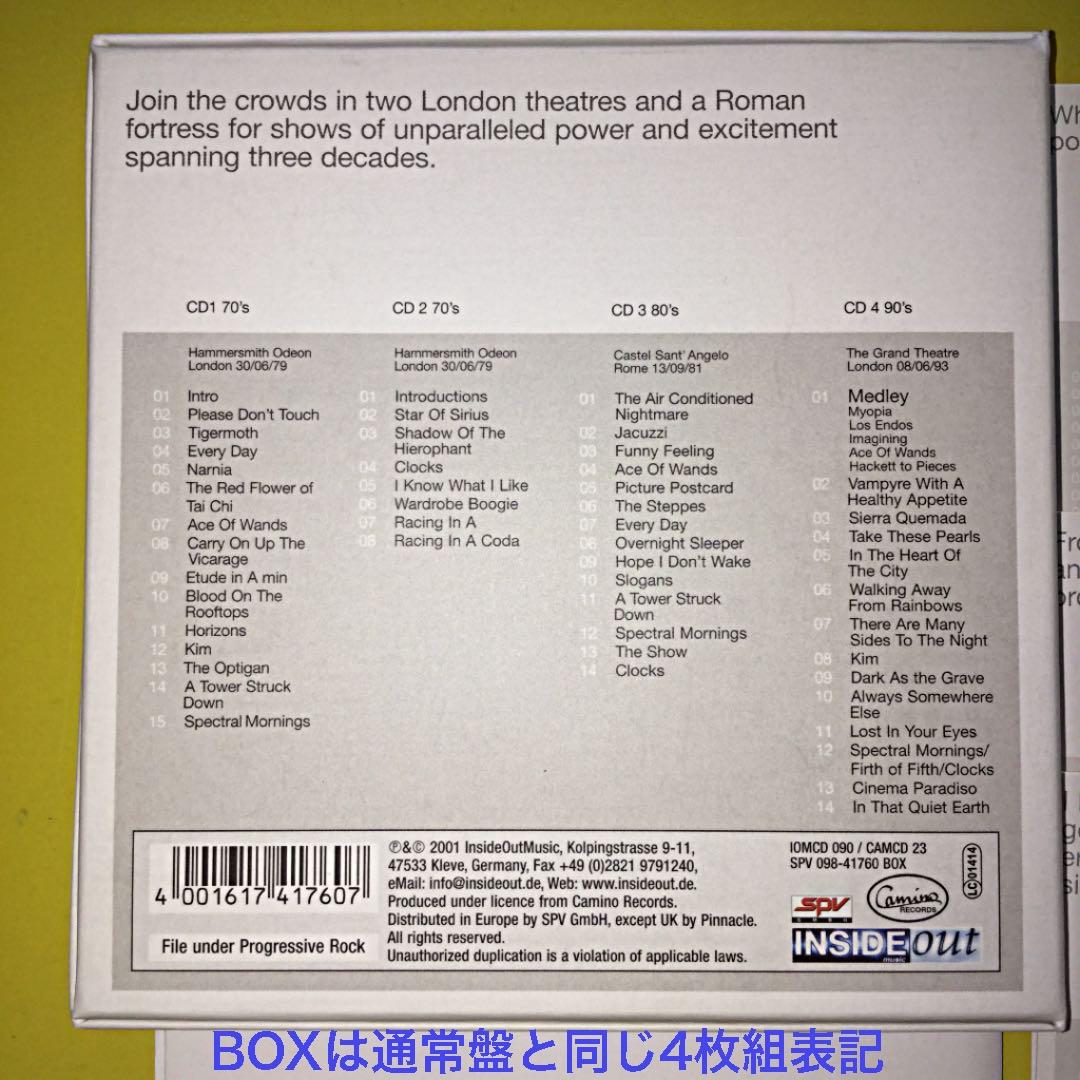 Join the crowds in two London theatres and a Roman
fortress for shows of unparalleled power and excitement
spanning three decades.
CD1 70's
Hammersmith Odeon
London 30/06/79
01 Intro
02 Please Don't Touch
03 Tigermoth
04 Every Day
05 Narnia
06 The Red Flower of
Tai Chi
07 Ace Of Wands
08 Carry On Up The
Vicarage
09 Etude in A min
10 Blood On The
Rooftops
11 Horizons
12 Kim
13 The Optigan
14 A Tower Struck
Down
15 Spectral Mornings
CD 2 70's
Hammersmith Odeon
London 30/06/79
01 Introductions
02 Star Of Sirius
03 Shadow Of The
Hierophant
04 Clocks
05 I Know What I Like
06 Wardrobe Boogie
07 Racing In A
08 Racing In A Coda
CD 3 80's
Castel Sant' Angelo
Rome 13/09/81
01 The Air Conditioned
Nightmare
02 Jacuzzi
03 Funny Feeling
04 Ace Of Wands
05 Picture Postcard
06 The Steppes
07 Every Day
08 Overnight Sleeper
09 Hope I Don't Wake
10 Slogans
11 A Tower Struck
Down
12 Spectral Mornings
13 The Show
14 Clocks
CD 4 90's
The Grand Theatre
London 08/06/93
01 Medley
Myopia
Los Endos
Imagining
Ace Of Wands
Hackett to Pieces
02 Vampyre With A
Healthy Appetite
03 Sierra Quemada
04 Take These Pearls
05 In The Heart Of
The City
06 Walking Away
From Rainbows
07 There Are Many
Sides To The Night
08 Kim
09 Dark As the Grave
10 Always Somewhere
Else
11 Lost In Your Eyes
12 Spectral Mornings/
Firth of Fifth/Clocks
13 Cinema Paradiso
14 In That Quiet Earth
4 001617 417607
File under Progressive Rock
℗&© 2001 InsideOutMusic, Kolpingstrasse 9-11,
47533 Kleve, Germany, Fax +49 (0)2821 9791240,
eMail: info@insideout.de, Web: www.insideout.de.
Produced under licence from Camino Records.
Distributed in Europe by SPV GmbH, except UK by Pinnacle.
All rights reserved.
Unauthorized duplication is a violation of applicable laws.
IOMCD 090 / CAMCD 23
SPV 098-41760 BOX
LC 01414
spv
GMBH
Camino
RECORDS
INSIDEout
music
BOXは通常盤と同じ4枚組表記